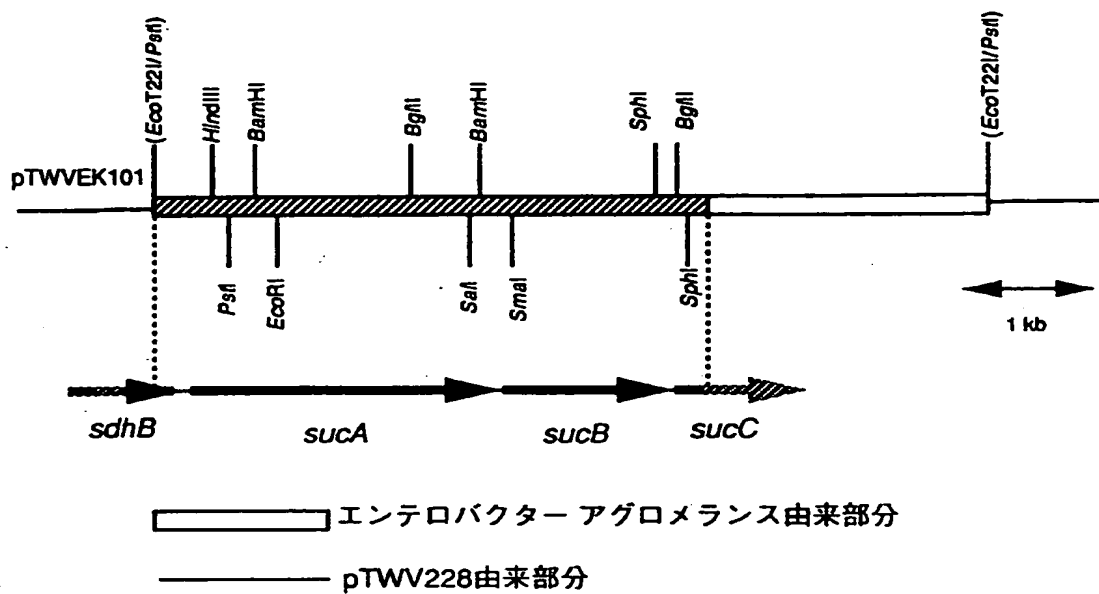 (EcoT22I/PstI)
HindIII
BamHI
BglII
BamHI
SphI
BglII
(EcoT22I/PstI)
pTWVEK101
PstI
EcoRI
SalI
SmaI
SphI
1 kb
sdhB
sucA
sucB
sucC
エンテロバクター アグロメランス由来部分
pTWV228由来部分